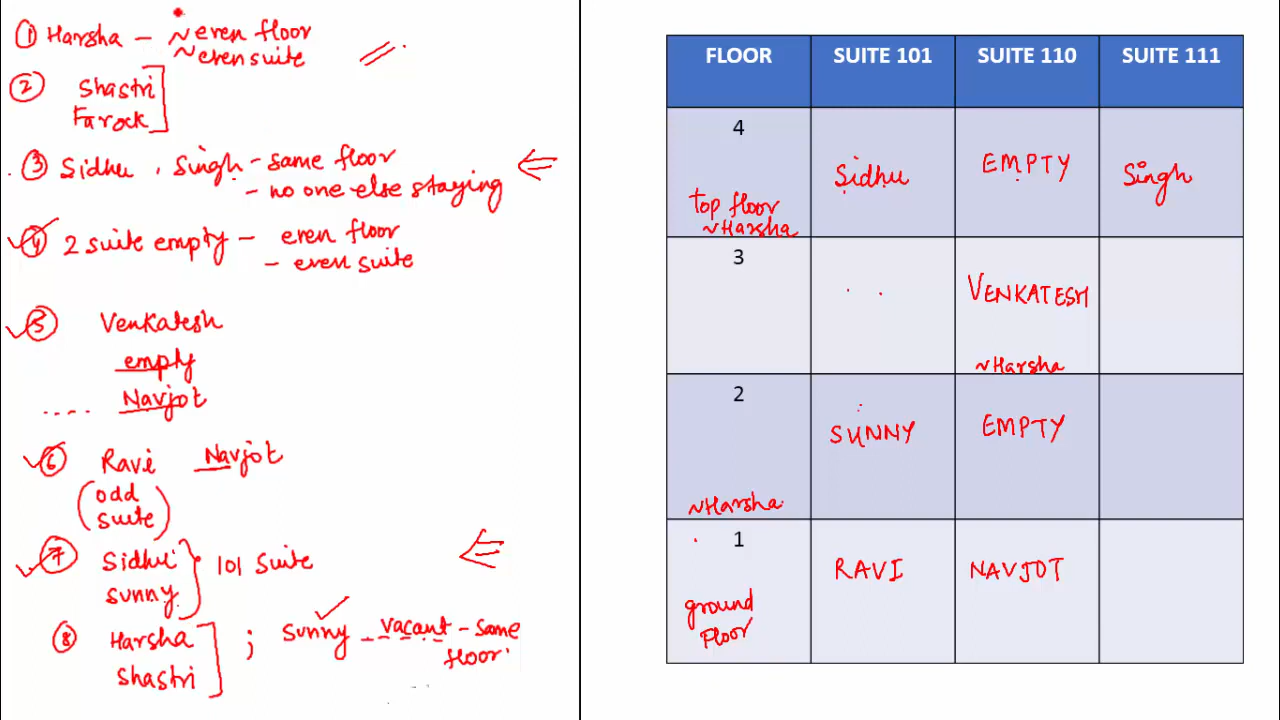 ① Harsha – ~ even floor
~ even suite
② Shastri
Farook
③ Sidhu , Singh - same floor
- no one else staying
④ 2 suite empty – even floor
– even suite
⑤ Venkatesh
empty
.... Navjot
⑥ Ravi Navjot
(odd suite)
⑦ Sidhu
Sunny } 101 suite
⑧ Harsha
Shastri ] ; Sunny – vacant – same
floor
FLOOR SUITE 101 SUITE 110 SUITE 111
4
Sidhu EMPTY Singh
top floor
~Harsha
3
VENKATESH
~Harsha
2
SUNNY EMPTY
~Harsha
1
RAVI NAVJOT
ground
floor